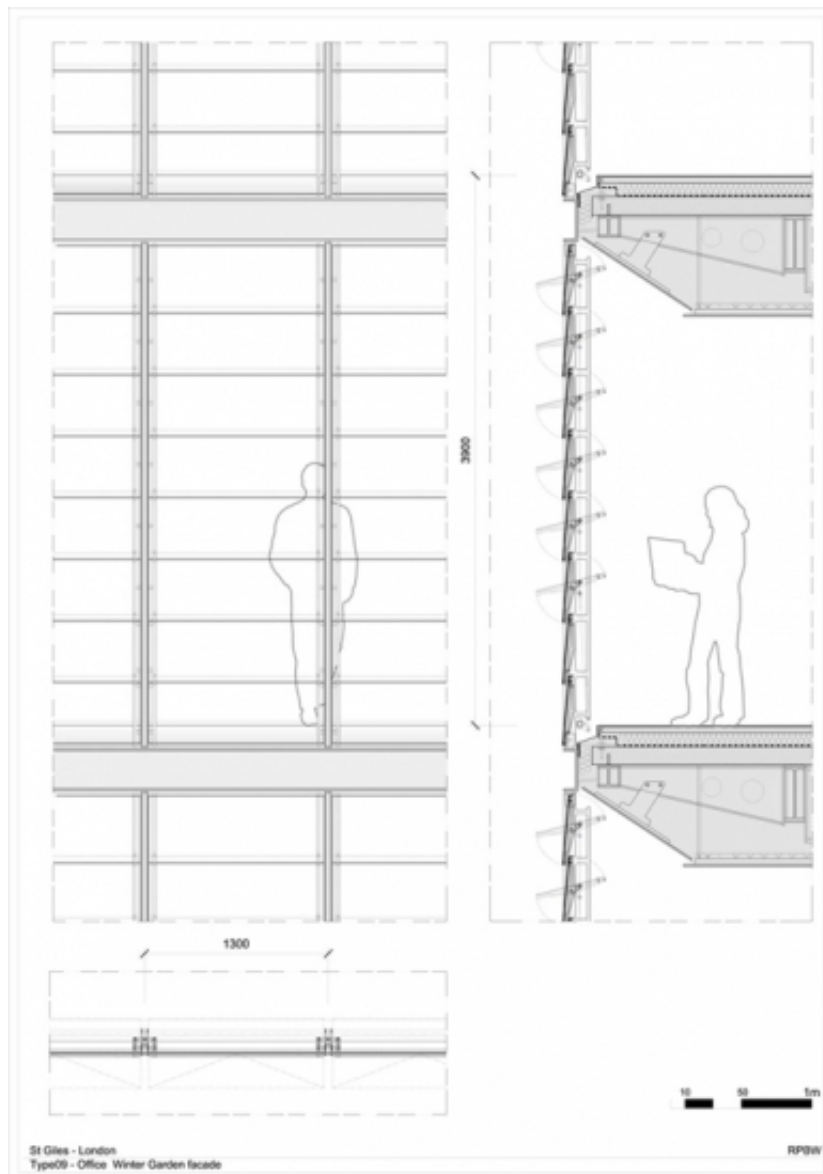 3900
1300
10 50 1m
St Giles - London RPBW
Type09 - Office Winter Garden facade